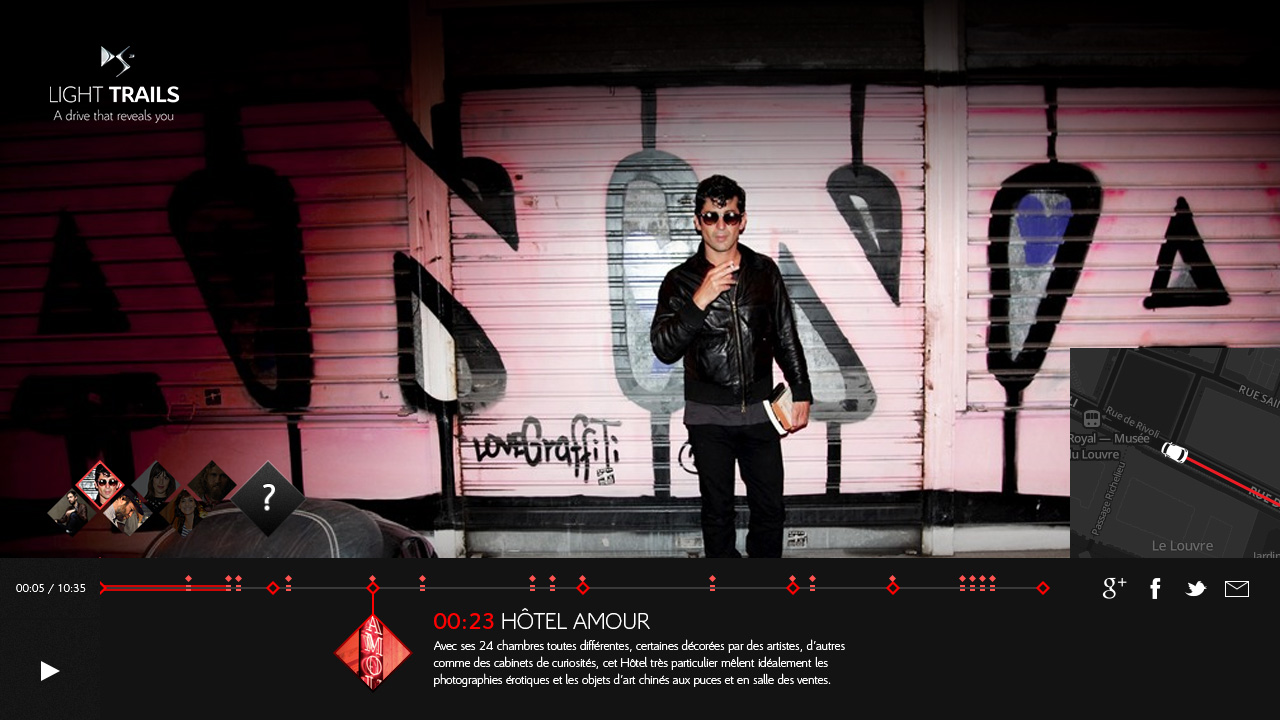 LIGHT TRAILS
A drive that reveals you
LOVE Graffiti
?
RUE SAI
Rue de Rivoli
Royal — Musée
du Louvre
Passage Richelieu
RUE D
Le Louvre
Jardin
00:05 / 10:35
g+
f
AMO
00:23 HÔTEL AMOUR
Avec ses 24 chambres toutes différentes, certaines décorées par des artistes, d'autres
comme des cabinets de curiosités, cet Hôtel très particulier mêlent idéalement les
photographies érotiques et les objets d'art chinés aux puces et en salle des ventes.